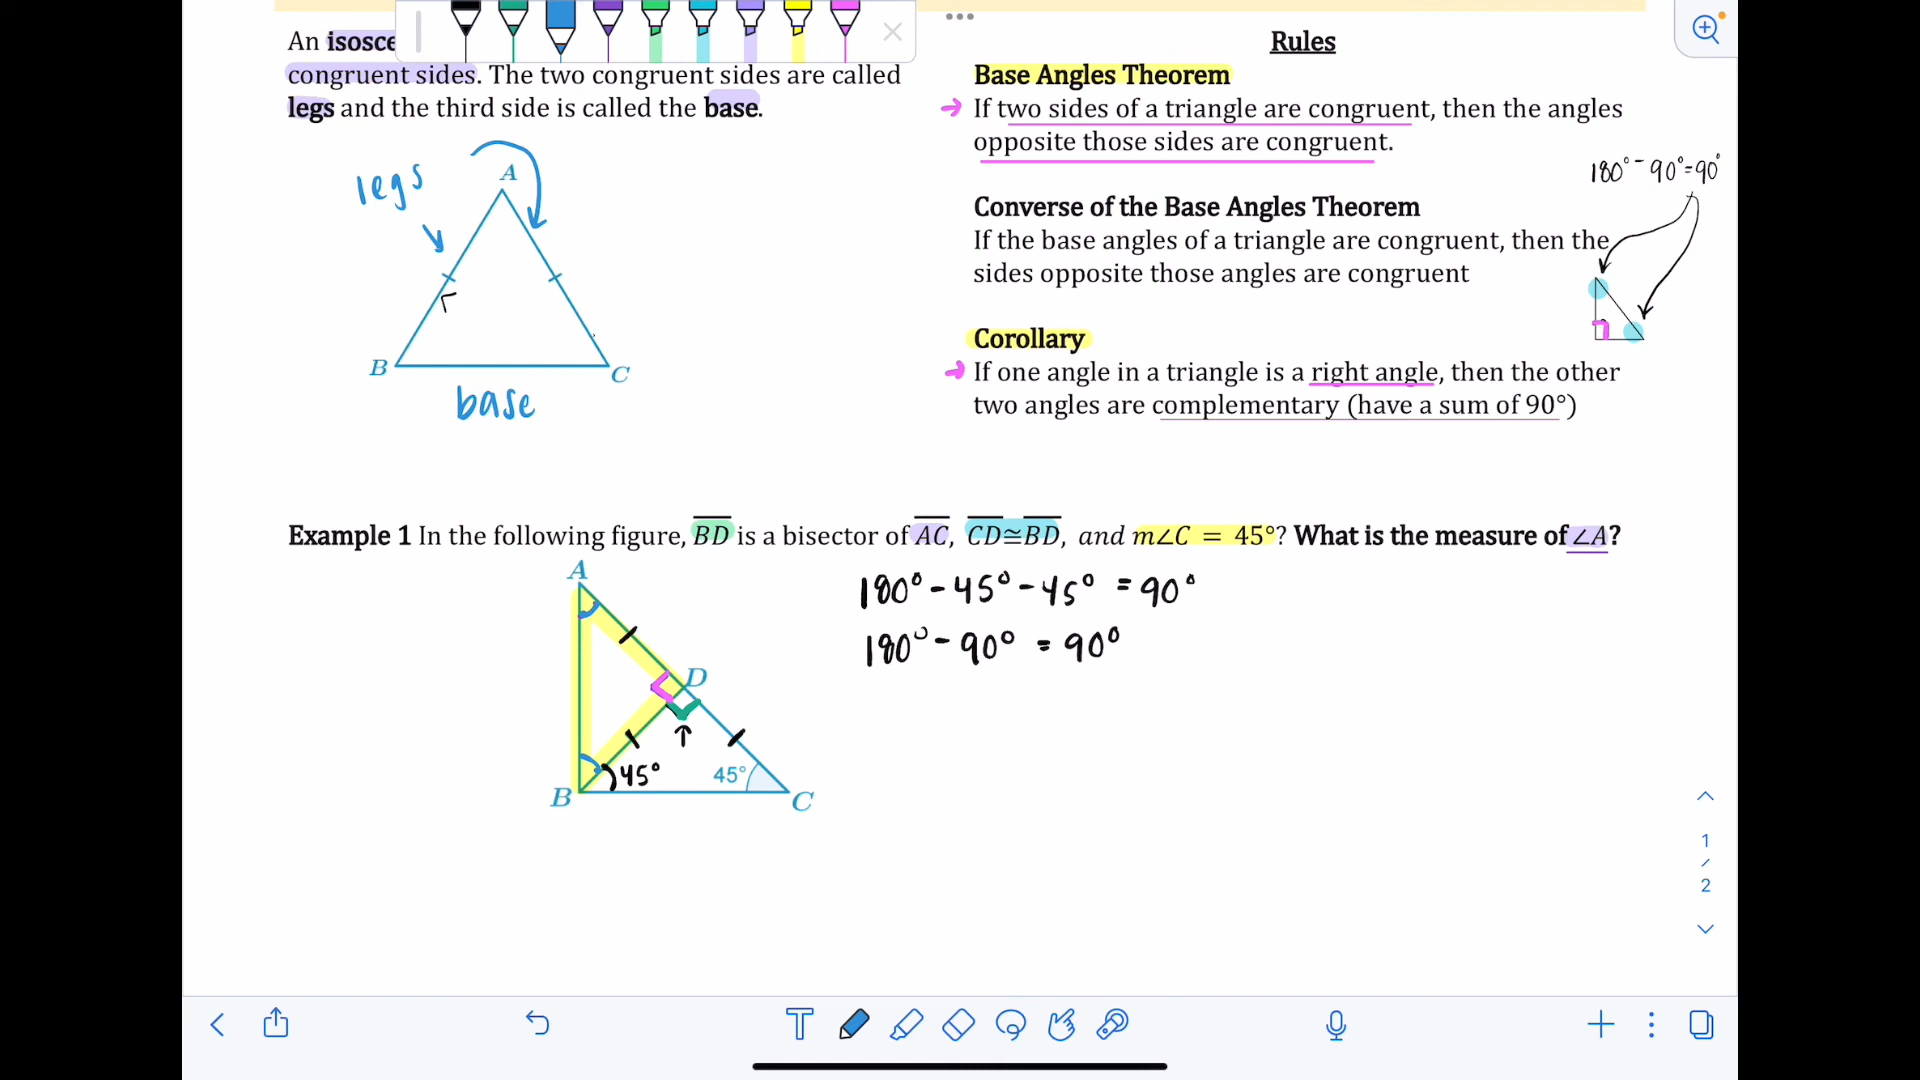 An isosce
congruent sides. The two congruent sides are called
legs and the third side is called the base.
legs
A
B
C
base
Rules
Base Angles Theorem
→ If two sides of a triangle are congruent, then the angles
opposite those sides are congruent.
180° - 90° = 90°
Converse of the Base Angles Theorem
If the base angles of a triangle are congruent, then the
sides opposite those angles are congruent
Corollary
→ If one angle in a triangle is a right angle, then the other
two angles are complementary (have a sum of 90°)
Example 1 In the following figure, BD is a bisector of AC, CD≅BD, and m∠C = 45°? What is the measure of ∠A?
A
D
45°
45°
B
C
180° - 45° - 45° = 90°
180° - 90° = 90°
1
/
2
T